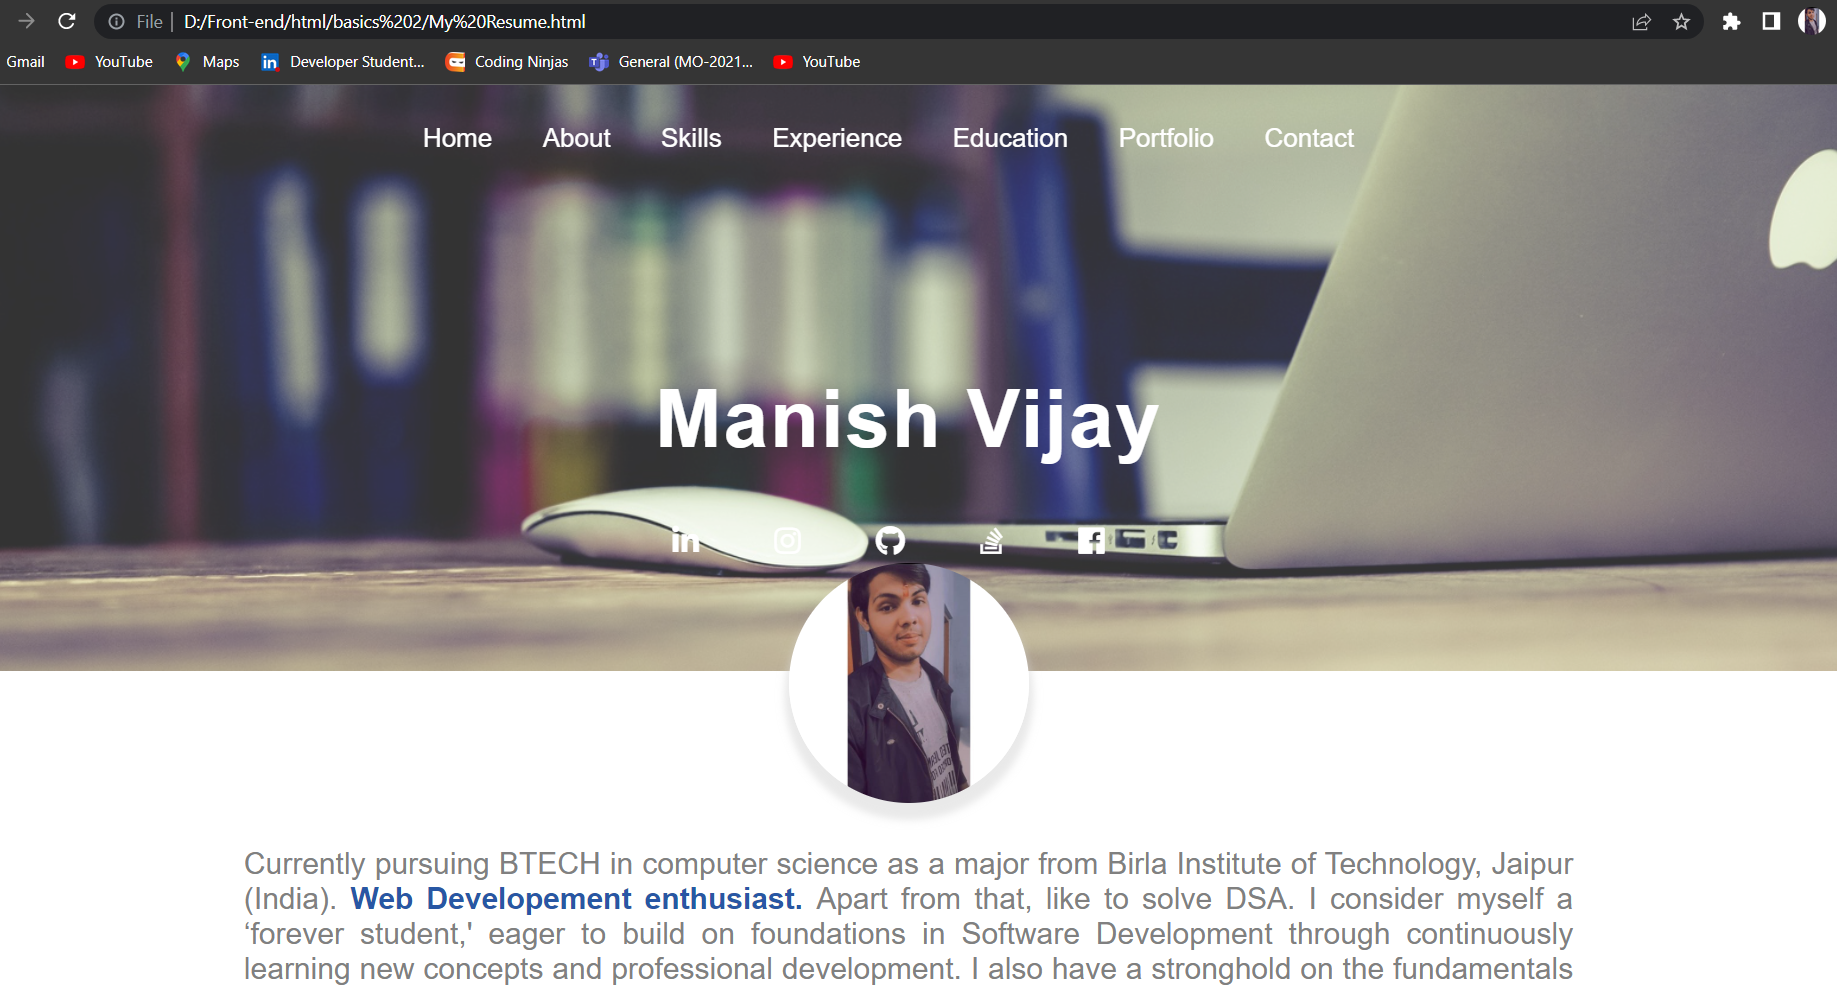 File | D:/Front-end/html/basics%202/My%20Resume.html
Gmail YouTube Maps Developer Student... Coding Ninjas General (MO-2021... YouTube
Home About Skills Experience Education Portfolio Contact
Manish Vijay
Currently pursuing BTECH in computer science as a major from Birla Institute of Technology, Jaipur
(India). Web Developement enthusiast. Apart from that, like to solve DSA. I consider myself a
‘forever student,' eager to build on foundations in Software Development through continuously
learning new concepts and professional development. I also have a stronghold on the fundamentals